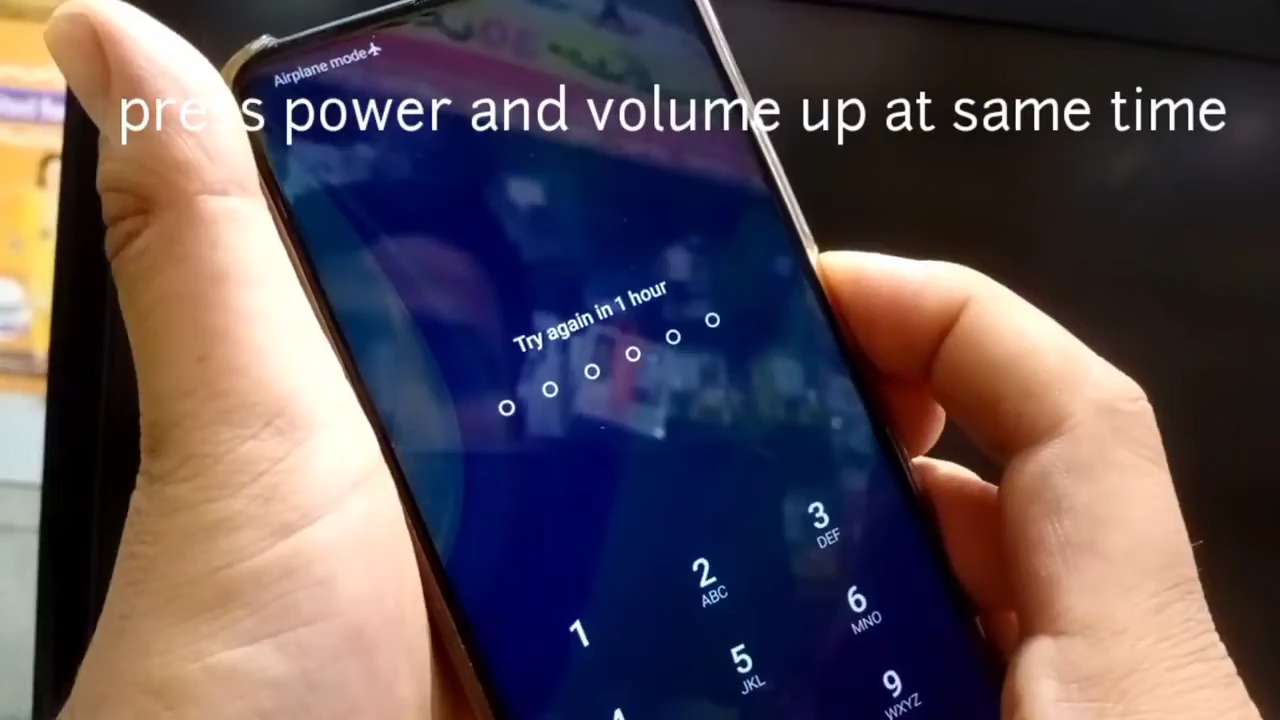 Airplane mode
press power and volume up at same time
Try again in 1 hour
1
2
ABC
3
DEF
5
JKL
6
MNO
9
WXYZ